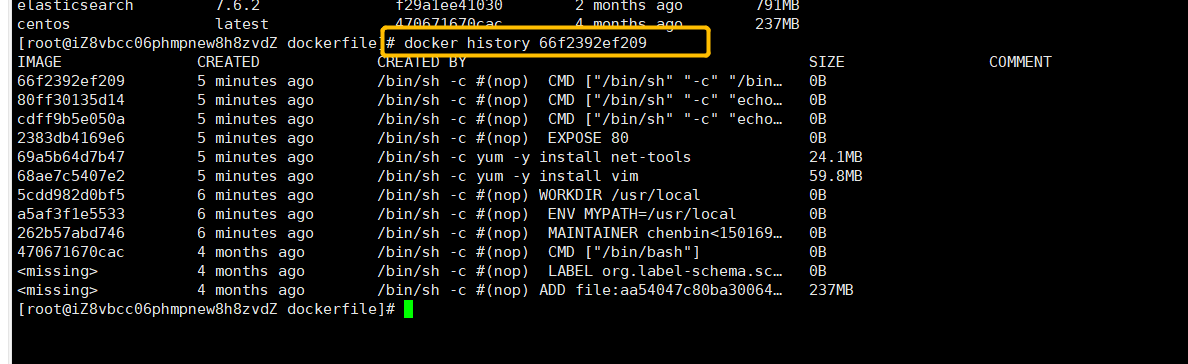 elasticsearch 7.6.2 f29a1ee41030 2 months ago 791MB
centos latest 470671670cac 4 months ago 237MB
[root@iZ8vbcc06phmpnew8h8zvdZ dockerfile]# docker history 66f2392ef209
IMAGE CREATED CREATED BY SIZE COMMENT
66f2392ef209 5 minutes ago /bin/sh -c #(nop) CMD ["/bin/sh" "-c" "/bin… 0B
80ff30135d14 5 minutes ago /bin/sh -c #(nop) CMD ["/bin/sh" "-c" "echo… 0B
cdff9b5e050a 5 minutes ago /bin/sh -c #(nop) CMD ["/bin/sh" "-c" "echo… 0B
2383db4169e6 5 minutes ago /bin/sh -c #(nop) EXPOSE 80 0B
69a5b64d7b47 5 minutes ago /bin/sh -c yum -y install net-tools 24.1MB
68ae7c5407e2 5 minutes ago /bin/sh -c yum -y install vim 59.8MB
5cdd982d0bf5 6 minutes ago /bin/sh -c #(nop) WORKDIR /usr/local 0B
a5af3f1e5533 6 minutes ago /bin/sh -c #(nop) ENV MYPATH=/usr/local 0B
262b57abd746 6 minutes ago /bin/sh -c #(nop) MAINTAINER chenbin<150169… 0B
470671670cac 4 months ago /bin/sh -c #(nop) CMD ["/bin/bash"] 0B
<missing> 4 months ago /bin/sh -c #(nop) LABEL org.label-schema.sc… 0B
<missing> 4 months ago /bin/sh -c #(nop) ADD file:aa54047c80ba30064… 237MB
[root@iZ8vbcc06phmpnew8h8zvdZ dockerfile]#